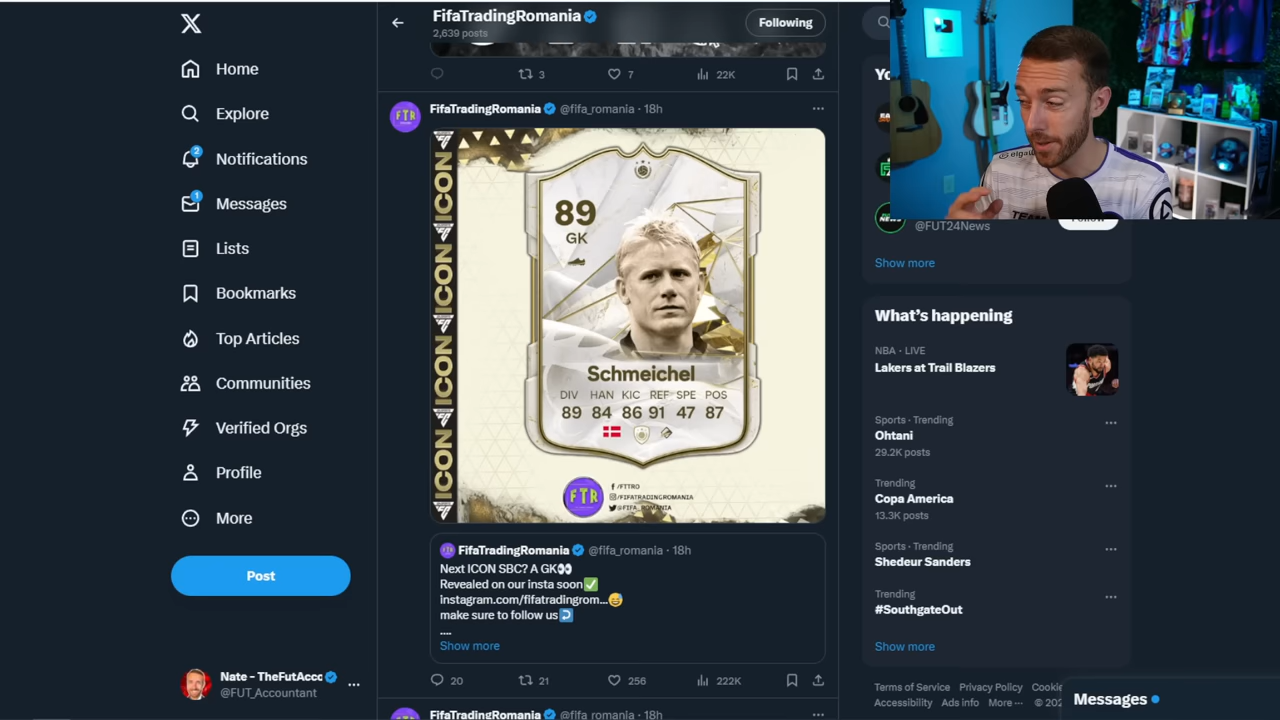 Home
Explore
2
Notifications
1
Messages
Lists
Bookmarks
Top Articles
Communities
Verified Orgs
Profile
More
Post
Nate - TheFutAcc
@FUT_Accountant
FifaTradingRomania
2,639 posts
Following
3
7
22K
FifaTradingRomania @fifa_romania · 18h
ICON ICON ICON ICON
89
GK
Schmeichel
DIV HAN KIC REF SPE POS
89 84 86 91 47 87
FTR
/FTTRO
/FIFATRADINGROMANIA
@FIFA_ROMANIA
FifaTradingRomania @fifa_romania · 18h
Next ICON SBC? A GK👀
Revealed on our insta soon✅
instagram.com/fifatradingrom...😅
make sure to follow us↩️
....
Show more
20
21
256
222K
FifaTradingRomania @fifa_romania · 18h
elgato
TEAM
@FUT24News
Show more
What's happening
NBA · LIVE
Lakers at Trail Blazers
Sports · Trending
Ohtani
29.2K posts
Trending
Copa America
13.3K posts
Sports · Trending
Shedeur Sanders
Trending
#SouthgateOut
Show more
Terms of Service Privacy Policy Cookie
Accessibility Ads info More ··· © 202
Messages